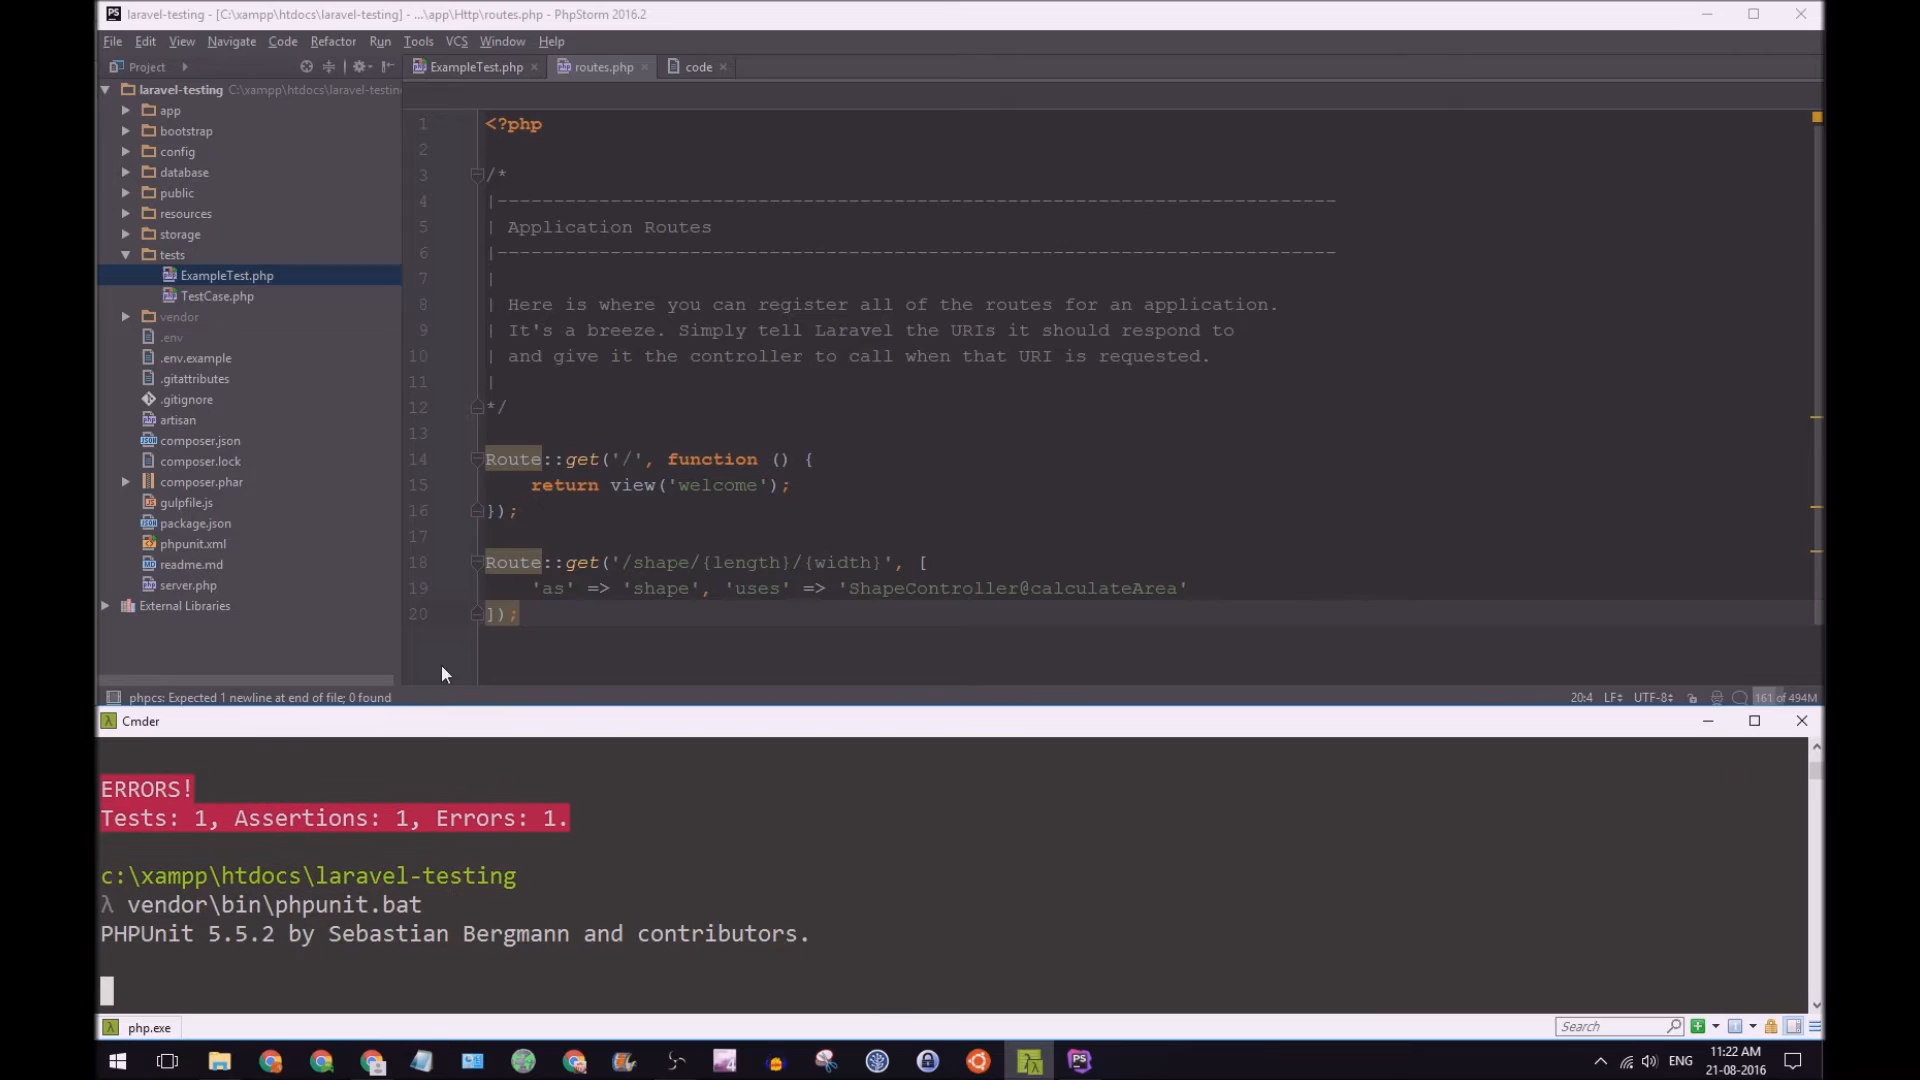 laravel-testing - [C:\xampp\htdocs\laravel-testing] - ...\app\Http\routes.php - PhpStorm 2016.2
File Edit View Navigate Code Refactor Run Tools VCS Window Help
Project
ExampleTest.php
routes.php
code
laravel-testing C:\xampp\htdocs\laravel-testin
app
bootstrap
config
database
public
resources
storage
tests
ExampleTest.php
TestCase.php
vendor
.env
.env.example
.gitattributes
.gitignore
artisan
composer.json
composer.lock
composer.phar
gulpfile.js
package.json
phpunit.xml
readme.md
server.php
External Libraries
1 <?php
2
3 /*
4 |--------------------------------------------------------------------------
5 | Application Routes
6 |--------------------------------------------------------------------------
7 |
8 | Here is where you can register all of the routes for an application.
9 | It's a breeze. Simply tell Laravel the URIs it should respond to
10 | and give it the controller to call when that URI is requested.
11 |
12 */
13
14 Route::get('/', function () {
15     return view('welcome');
16 });
17
18 Route::get('/shape/{length}/{width}', [
19     'as' => 'shape', 'uses' => 'ShapeController@calculateArea'
20 ]);
phpcs: Expected 1 newline at end of file; 0 found
20:4 LF UTF-8 161 of 494M
Cmder
ERRORS!
Tests: 1, Assertions: 1, Errors: 1.
c:\xampp\htdocs\laravel-testing
λ vendor\bin\phpunit.bat
PHPUnit 5.5.2 by Sebastian Bergmann and contributors.
php.exe
Search
ENG
11:22 AM
21-08-2016